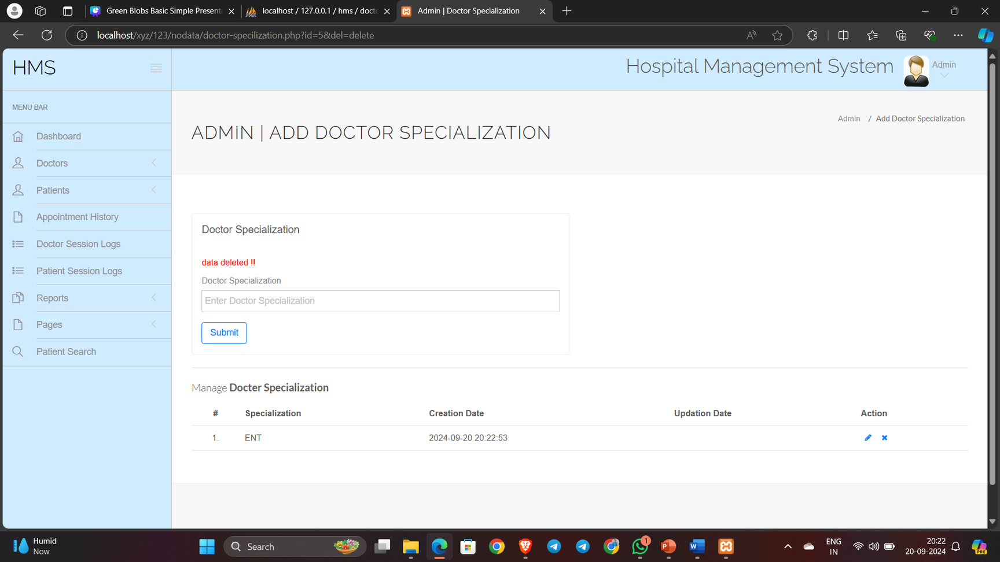 Green Blobs Basic Simple Present
localhost / 127.0.0.1 / hms / docto
Admin | Doctor Specialization
localhost/xyz/123/nodata/doctor-specilization.php?id=5&del=delete
HMS
Hospital Management System
Admin
MENU BAR
Dashboard
Doctors
Patients
Appointment History
Doctor Session Logs
Patient Session Logs
Reports
Pages
Patient Search
ADMIN | ADD DOCTOR SPECIALIZATION
Admin / Add Doctor Specialization
Doctor Specialization
data deleted !!
Doctor Specialization
Enter Doctor Specialization
Submit
Manage Docter Specialization
# Specialization Creation Date Updation Date Action
1. ENT 2024-09-20 20:22:53
Humid
Now
Search
1
ENG
IN
20:22
20-09-2024
PRE